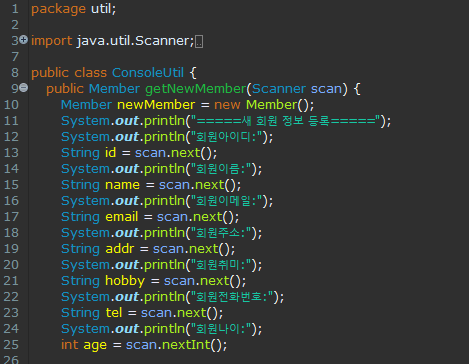 1 package util;
2
3 import java.util.Scanner;
7
8 public class ConsoleUtil {
9 public Member getNewMember(Scanner scan) {
10 Member newMember = new Member();
11 System.out.println("=====새 회원 정보 등록=====");
12 System.out.println("회원아이디:");
13 String id = scan.next();
14 System.out.println("회원이름:");
15 String name = scan.next();
16 System.out.println("회원이메일:");
17 String email = scan.next();
18 System.out.println("회원주소:");
19 String addr = scan.next();
20 System.out.println("회원취미:");
21 String hobby = scan.next();
22 System.out.println("회원전화번호:");
23 String tel = scan.next();
24 System.out.println("회원나이:");
25 int age = scan.nextInt();